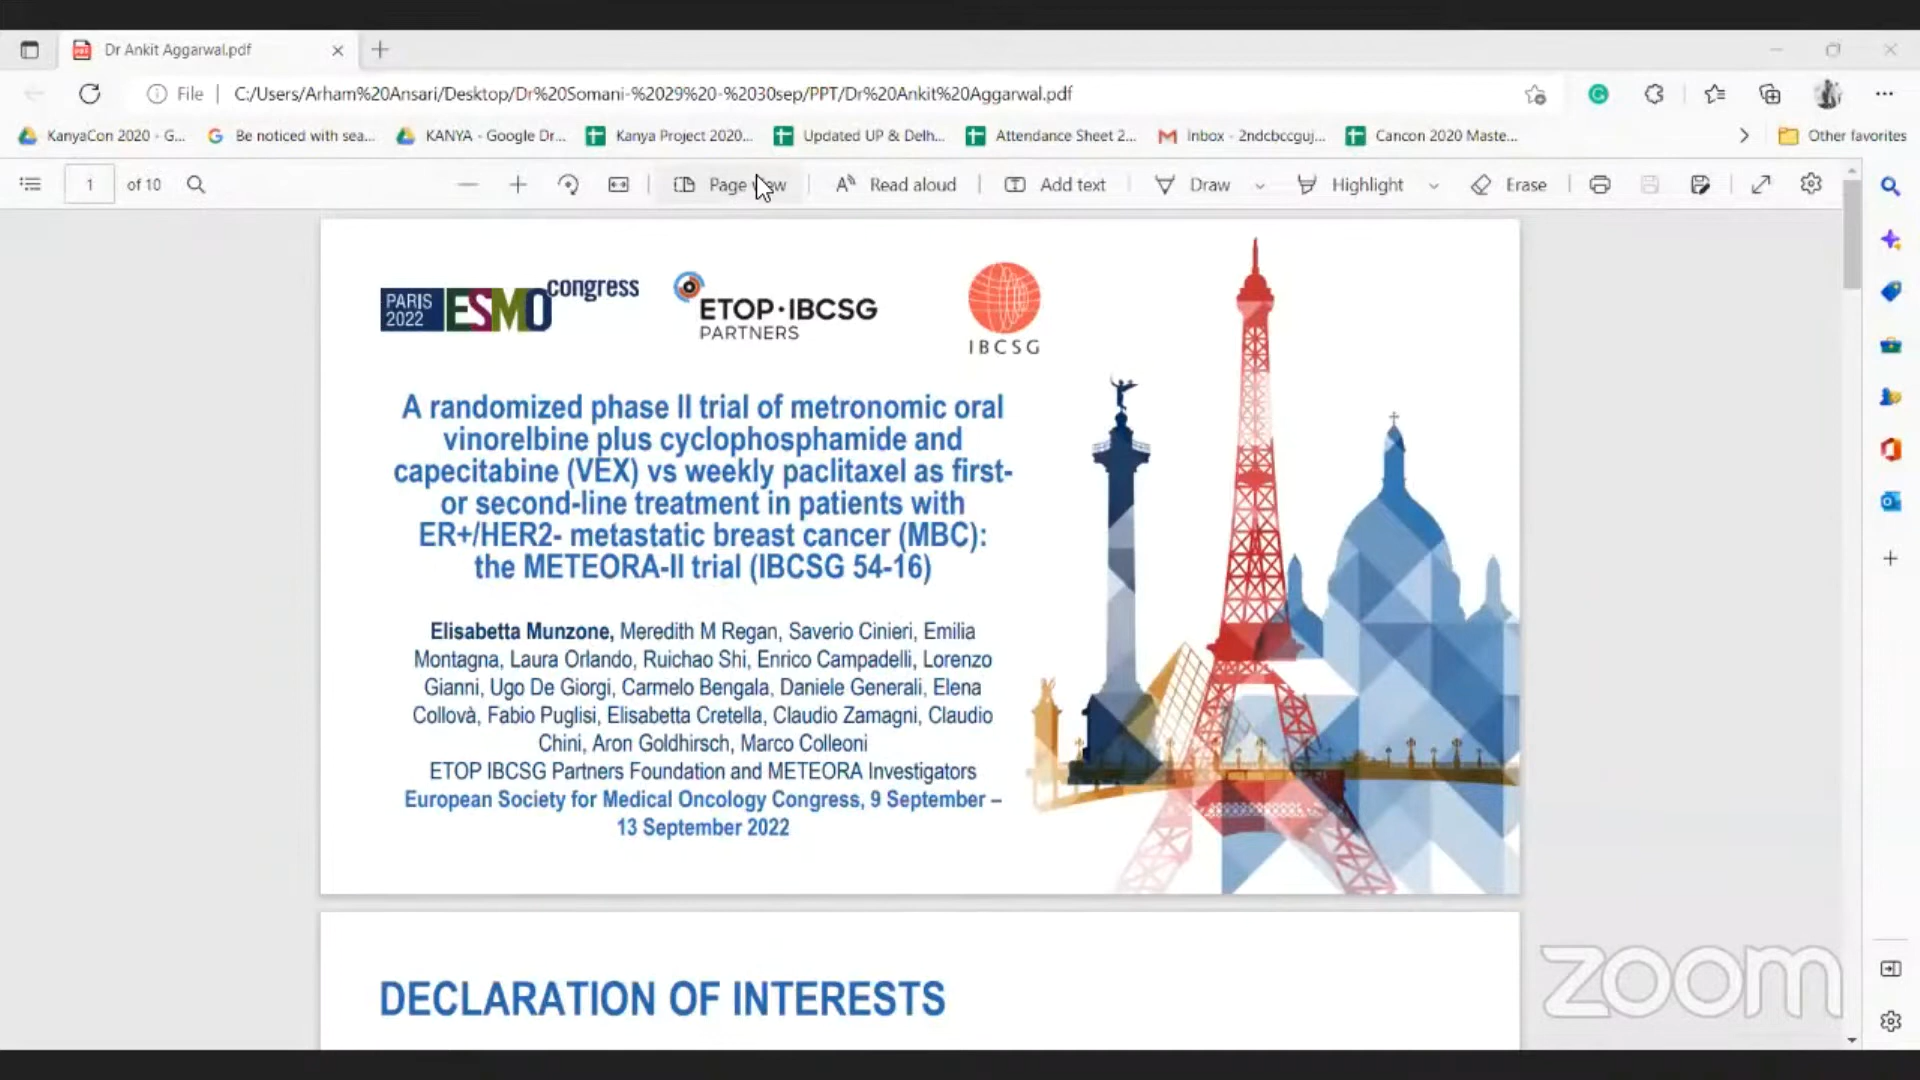 Dr Ankit Aggarwal.pdf
File
C:/Users/Arham%20Ansari/Desktop/Dr%20Somani-%2029%20-%2030sep/PPT/Dr%20Ankit%20Aggarwal.pdf
KanyaCon 2020 - G...
Be noticed with sea...
KANYA - Google Dr...
Kanya Project 2020...
Updated UP & Delh...
Attendance Sheet 2...
Inbox - 2ndcbccguj...
Cancon 2020 Maste...
Other favorites
1 of 10
Page view
Read aloud
Add text
Draw
Highlight
Erase
PARIS
2022
ESMO congress
ETOP·IBCSG
PARTNERS
IBCSG
A randomized phase II trial of metronomic oral
vinorelbine plus cyclophosphamide and
capecitabine (VEX) vs weekly paclitaxel as first-
or second-line treatment in patients with
ER+/HER2- metastatic breast cancer (MBC):
the METEORA-II trial (IBCSG 54-16)
Elisabetta Munzone, Meredith M Regan, Saverio Cinieri, Emilia
Montagna, Laura Orlando, Ruichao Shi, Enrico Campadelli, Lorenzo
Gianni, Ugo De Giorgi, Carmelo Bengala, Daniele Generali, Elena
Collovà, Fabio Puglisi, Elisabetta Cretella, Claudio Zamagni, Claudio
Chini, Aron Goldhirsch, Marco Colleoni
ETOP IBCSG Partners Foundation and METEORA Investigators
European Society for Medical Oncology Congress, 9 September –
13 September 2022
DECLARATION OF INTERESTS
zoom